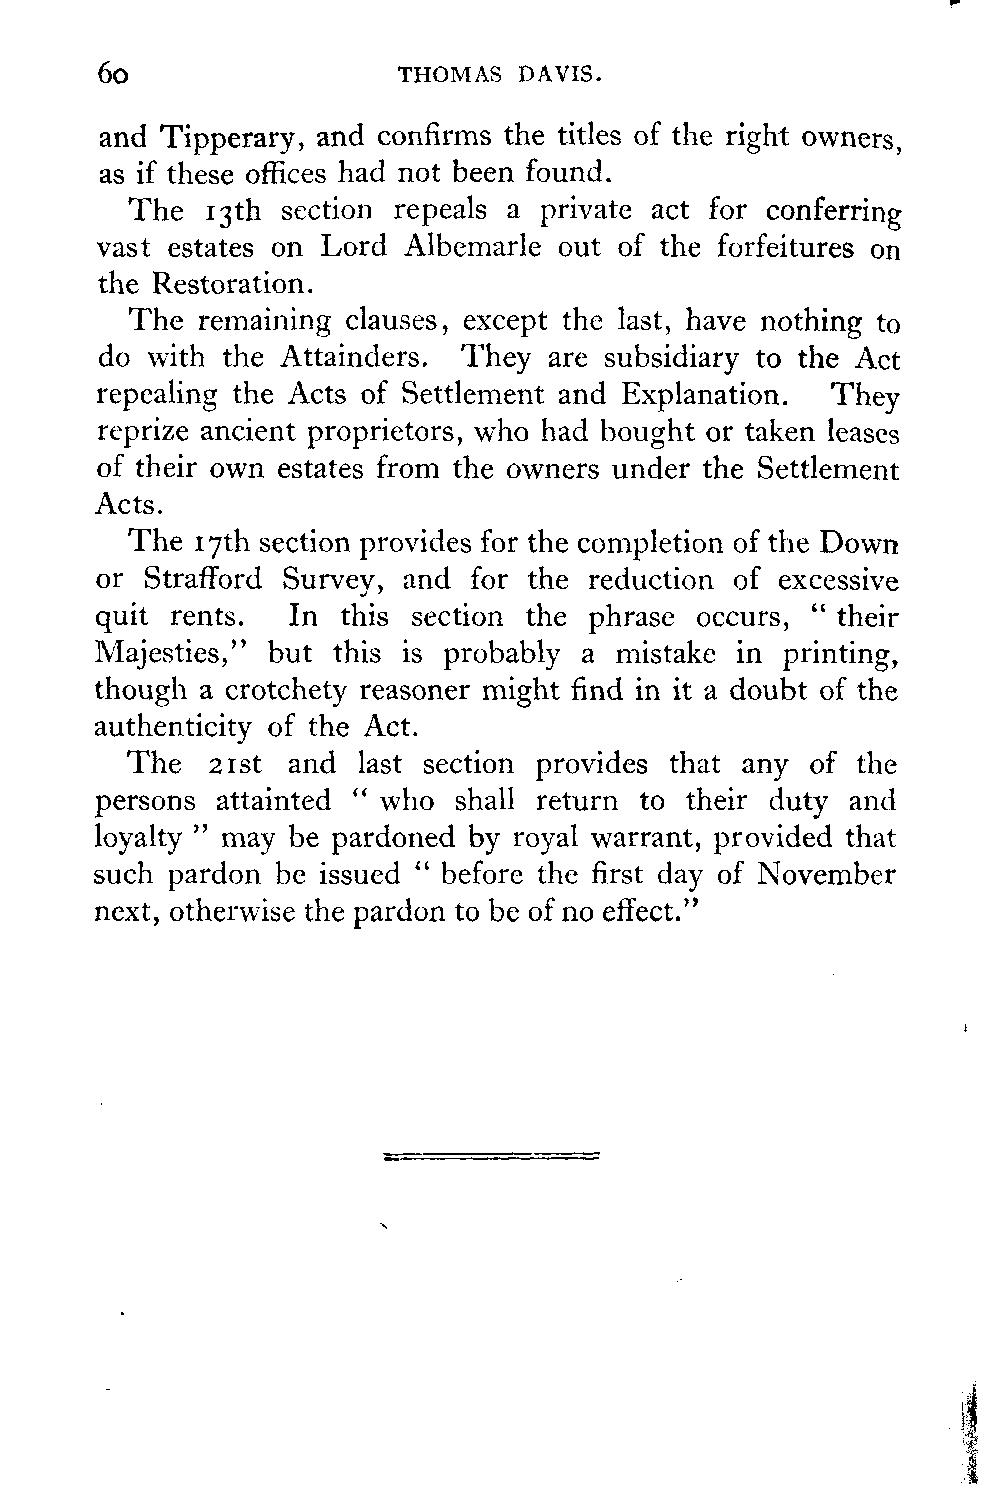 60 THOMAS DAVIS.
and Tipperary, and confirms the titles of the right owners,
as if these offices had not been found.
The 13th section repeals a private act for conferring
vast estates on Lord Albemarle out of the forfeitures on
the Restoration.
The remaining clauses, except the last, have nothing to
do with the Attainders. They are subsidiary to the Act
repealing the Acts of Settlement and Explanation. They
reprize ancient proprietors, who had bought or taken leases
of their own estates from the owners under the Settlement
Acts.
The 17th section provides for the completion of the Down
or Strafford Survey, and for the reduction of excessive
quit rents. In this section the phrase occurs, “ their
Majesties,” but this is probably a mistake in printing,
though a crotchety reasoner might find in it a doubt of the
authenticity of the Act.
The 21st and last section provides that any of the
persons attainted “ who shall return to their duty and
loyalty ” may be pardoned by royal warrant, provided that
such pardon be issued “ before the first day of November
next, otherwise the pardon to be of no effect.”